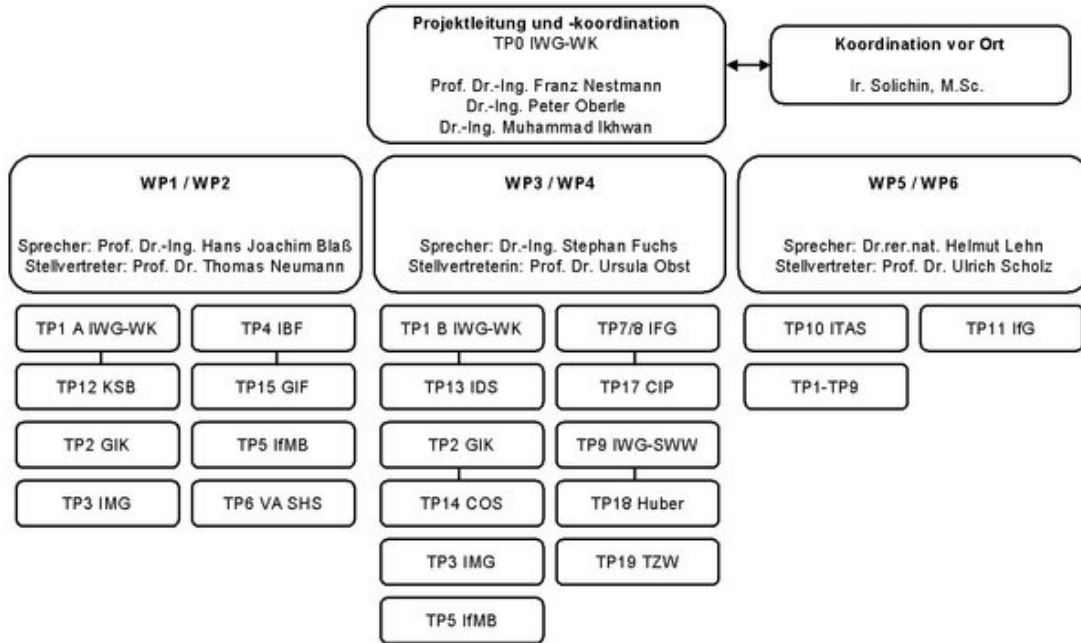 Projektleitung und -koordination
TP0 IWG-WK
Prof. Dr.-Ing. Franz Nestmann
Dr.-Ing. Peter Oberle
Dr.-Ing. Muhammad Ikhwan
Koordination vor Ort
Ir. Solichin, M.Sc.
WP1 / WP2
Sprecher: Prof. Dr.-Ing. Hans Joachim Blaß
Stellvertreter: Prof. Dr. Thomas Neumann
WP3 / WP4
Sprecher: Dr.-Ing. Stephan Fuchs
Stellvertreterin: Prof. Dr. Ursula Obst
WP5 / WP6
Sprecher: Dr.rer.nat. Helmut Lehn
Stellvertreter: Prof. Dr. Ulrich Scholz
TP1 A IWG-WK
TP12 KSB
TP2 GIK
TP3 IMG
TP4 IBF
TP15 GIF
TP5 IfMB
TP6 VA SHS
TP1 B IWG-WK
TP13 IDS
TP2 GIK
TP14 COS
TP3 IMG
TP5 IfMB
TP7/8 IFG
TP17 CIP
TP9 IWG-SWW
TP18 Huber
TP19 TZW
TP10 ITAS
TP1-TP9
TP11 IfG